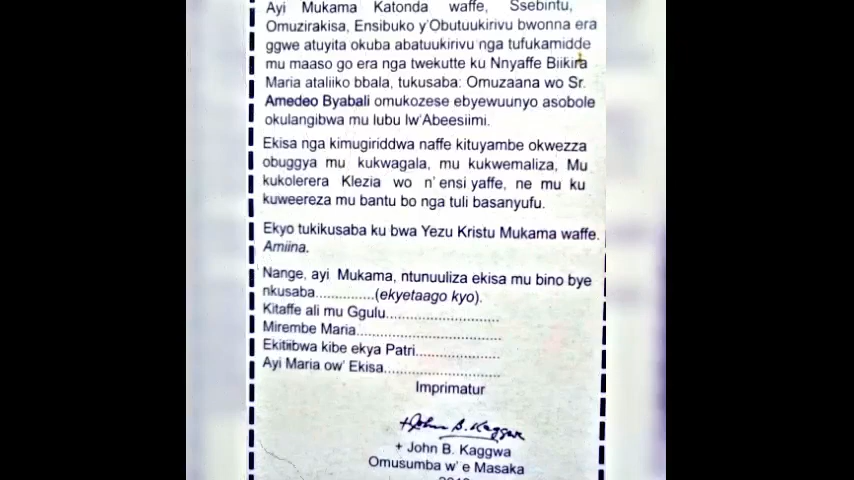 Ayi Mukama Katonda waffe, Ssebintu,
Omuzirakisa, Ensibuko y'Obutuukirivu bwonna era
ggwe atuyita okuba abatuukirivu nga tufukamidde
mu maaso go era nga twekutte ku Nnyaffe Biikira
Maria ataliiko bbala, tukusaba: Omuzaana wo Sr.
Amedeo Byabali omukozese ebyewuunyo asobole
okulangibwa mu lubu lw'Abeesiimi.
Ekisa nga kimugiriddwa naffe kituyambe okwezza
obuggya mu kukwagala, mu kukwemaliza, Mu
kukolerera Klezia wo n' ensi yaffe, ne mu ku
kuweereza mu bantu bo nga tuli basanyufu.
Ekyo tukikusaba ku bwa Yezu Kristu Mukama waffe.
Amiina.
Nange, ayi Mukama, ntunuuliza ekisa mu bino bye
nkusaba...............(ekyetaago kyo).
Kitaffe ali mu Ggulu............................
Mirembe Maria...................................
Ekitiibwa kibe ekya Patri.....................
Ayi Maria ow' Ekisa.............................
Imprimatur
+John B. Kaggwa
+ John B. Kaggwa
Omusumba w' e Masaka